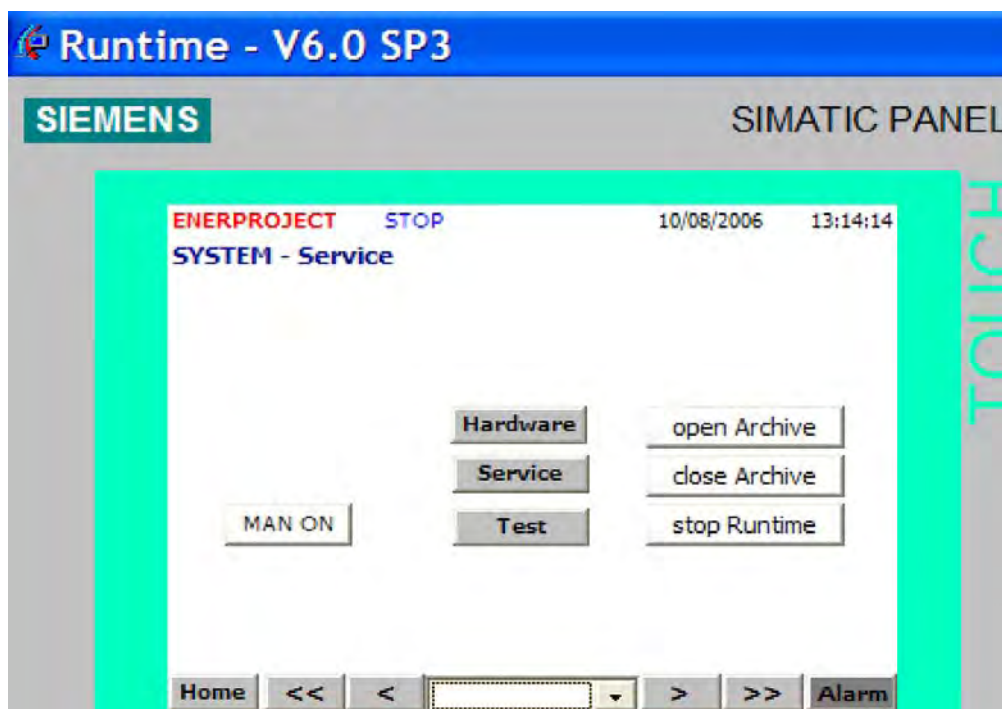 Runtime - V6.0 SP3
SIEMENS SIMATIC PANEL
TOUCH
ENERPROJECT STOP 10/08/2006 13:14:14
SYSTEM - Service
Hardware open Archive
Service close Archive
MAN ON Test stop Runtime
Home << < > >> Alarm